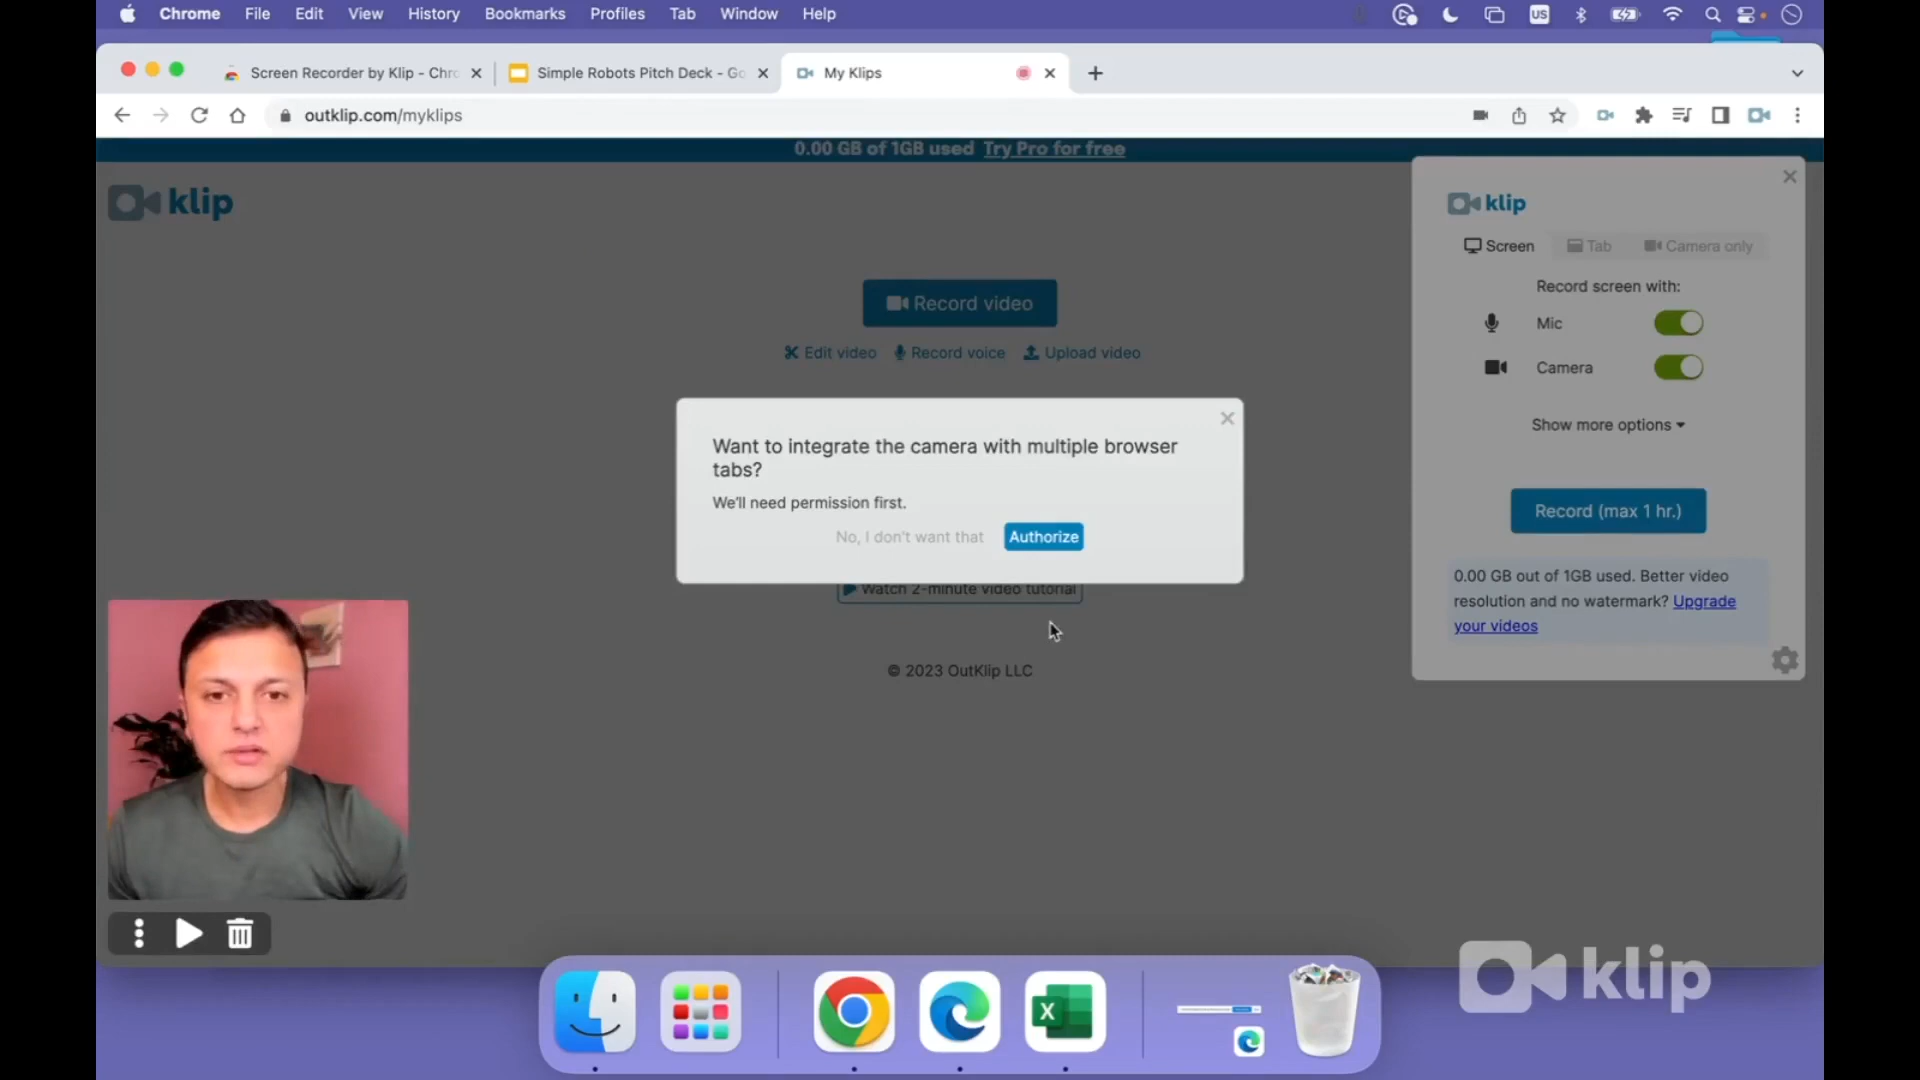 Chrome File Edit View History Bookmarks Profiles Tab Window Help
US
Screen Recorder by Klip - Chr
Simple Robots Pitch Deck - Go
My Klips
outklip.com/myklips
0.00 GB of 1GB used Try Pro for free
klip
Record video
Edit video Record voice Upload video
Want to integrate the camera with multiple browser
tabs?
We'll need permission first.
No, I don't want that Authorize
Watch 2-minute video tutorial
© 2023 OutKlip LLC
klip
Screen Tab Camera only
Record screen with:
Mic
Camera
Show more options
Record (max 1 hr.)
0.00 GB out of 1GB used. Better video
resolution and no watermark? Upgrade
your videos
klip
X